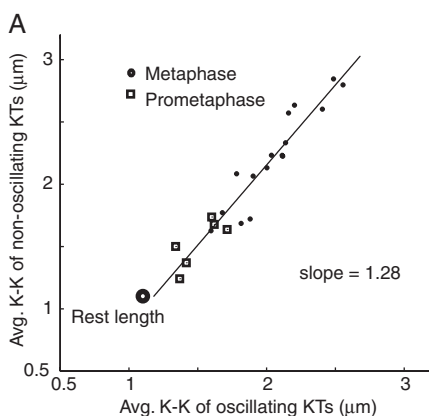 A
Avg. K-K of non-oscillating KTs (μm)
3
2
1
0.5
Metaphase
Prometaphase
slope = 1.28
Rest length
0.5
1
2
3
Avg. K-K of oscillating KTs (μm)